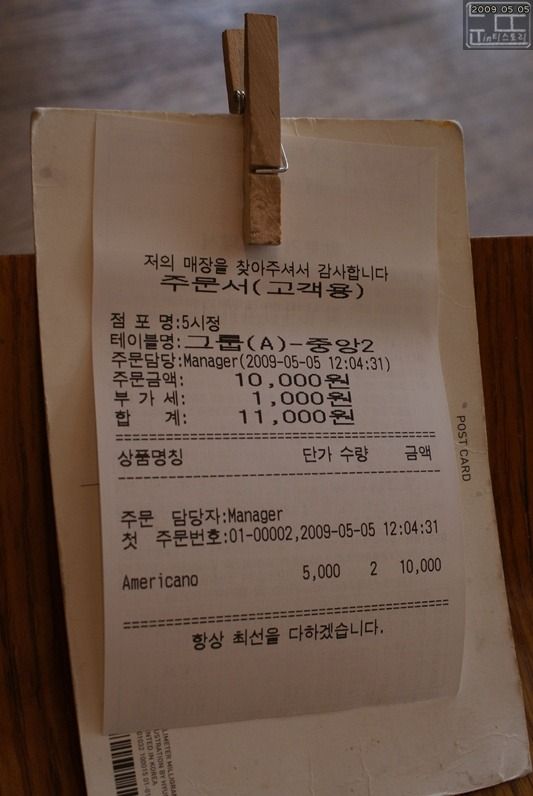 2009.05.05
in티스토리
저의 매장을 찾아주셔서 감사합니다
주문서(고객용)
점 포 명:5시정
테이블명:그룹(A)-중앙2
주문담당:Manager(2009-05-05 12:04:31)
주문금액: 10,000원
부 가 세: 1,000원
합 계: 11,000원
상품명칭 단가 수량 금액
주문 담당자:Manager
첫 주문번호:01-00002,2009-05-05 12:04:31
Americano 5,000 2 10,000
항상 최선을 다하겠습니다.
POST CARD